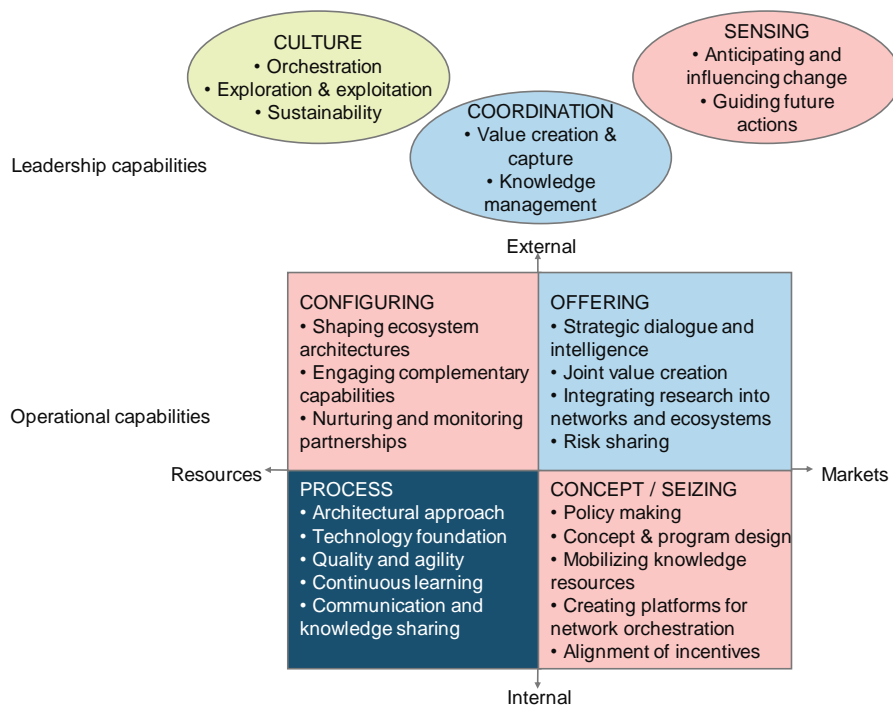 CULTURE
• Orchestration
• Exploration & exploitation
• Sustainability
SENSING
• Anticipating and
influencing change
• Guiding future
actions
COORDINATION
• Value creation &
capture
• Knowledge
management
Leadership capabilities
External
CONFIGURING
• Shaping ecosystem
architectures
• Engaging complementary
capabilities
• Nurturing and monitoring
partnerships
OFFERING
• Strategic dialogue and
intelligence
• Joint value creation
• Integrating research into
networks and ecosystems
• Risk sharing
Operational capabilities
Resources
Markets
PROCESS
• Architectural approach
• Technology foundation
• Quality and agility
• Continuous learning
• Communication and
knowledge sharing
CONCEPT / SEIZING
• Policy making
• Concept & program design
• Mobilizing knowledge
resources
• Creating platforms for
network orchestration
• Alignment of incentives
Internal